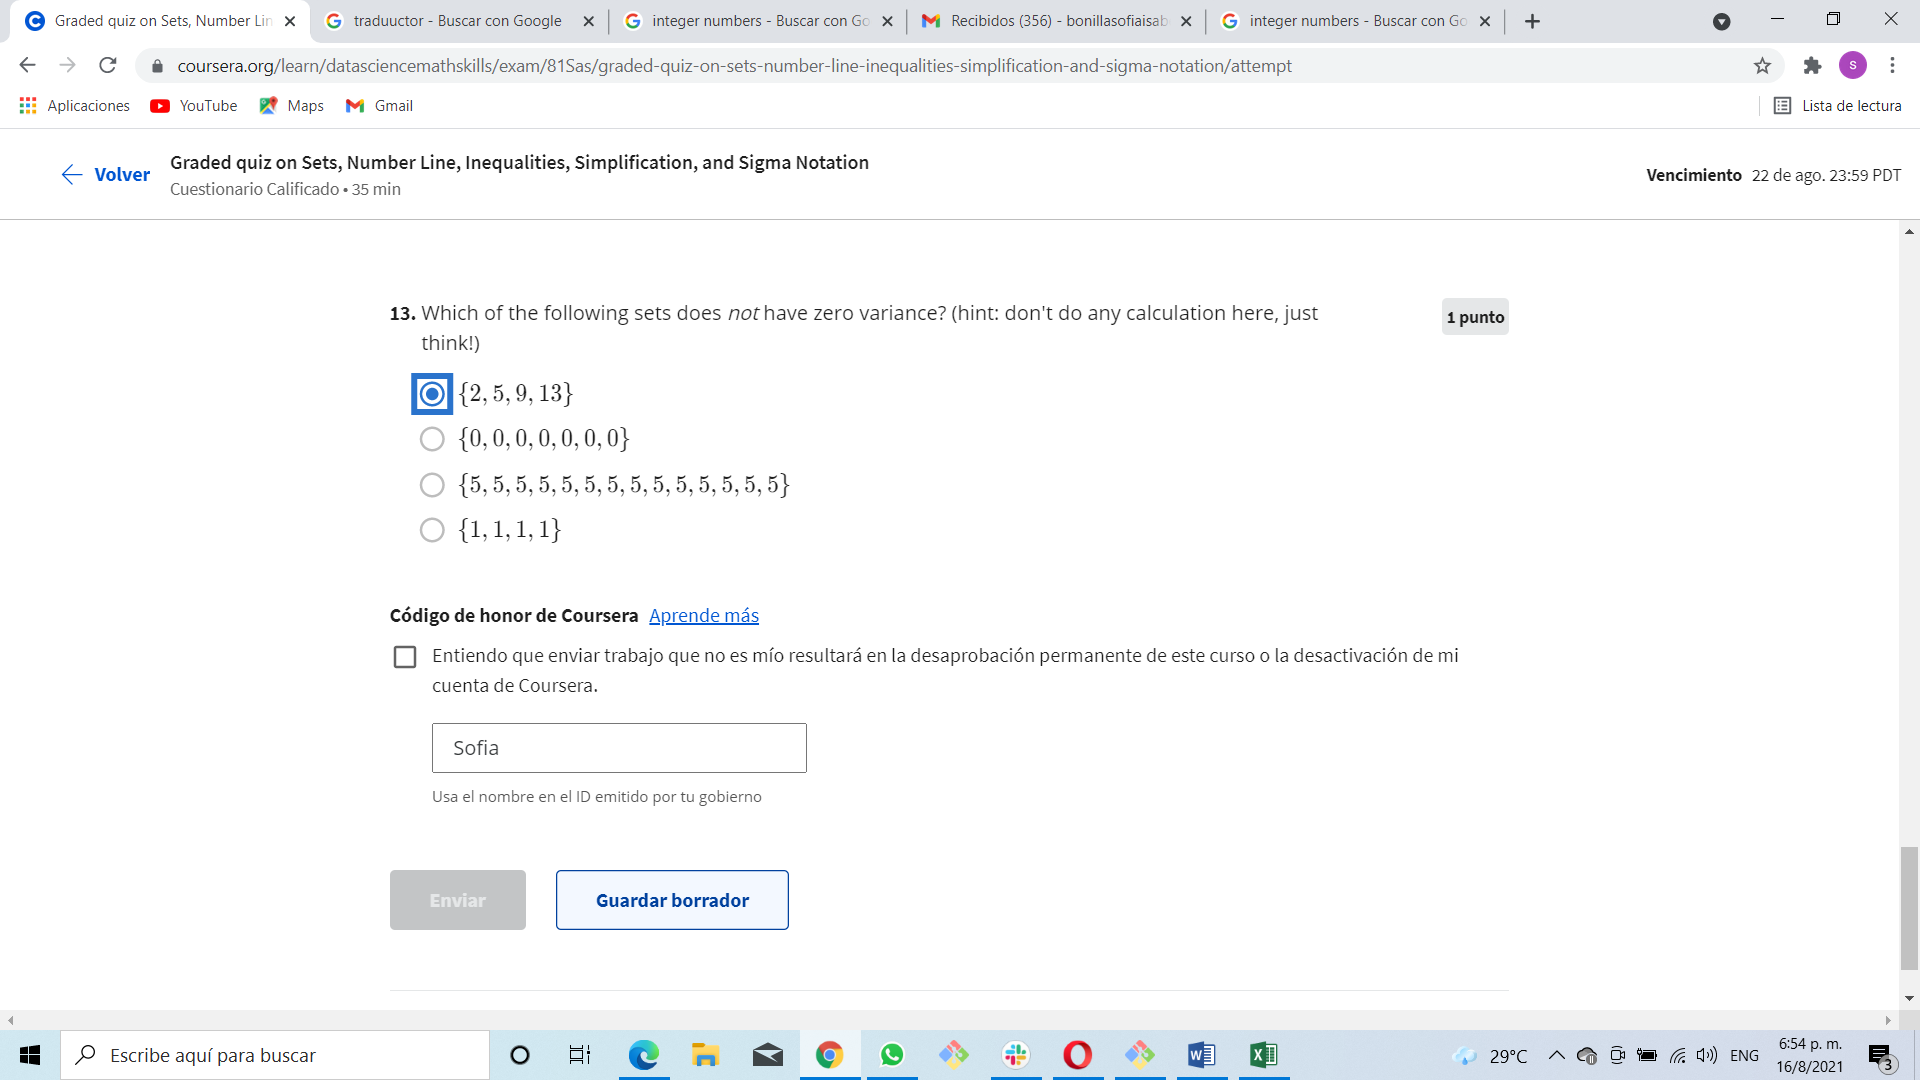 Graded quiz on Sets, Number Lin
traduuctor - Buscar con Google
integer numbers - Buscar con Go
Recibidos (356) - bonillasofiaisab
integer numbers - Buscar con Go
coursera.org/learn/datasciencemathskills/exam/81Sas/graded-quiz-on-sets-number-line-inequalities-simplification-and-sigma-notation/attempt
S
Aplicaciones
YouTube
Maps
Gmail
Lista de lectura
Volver
Graded quiz on Sets, Number Line, Inequalities, Simplification, and Sigma Notation
Cuestionario Calificado • 35 min
Vencimiento 22 de ago. 23:59 PDT
13. Which of the following sets does not have zero variance? (hint: don't do any calculation here, just
think!)
1 punto
{2, 5, 9, 13}
{0, 0, 0, 0, 0, 0, 0}
{5, 5, 5, 5, 5, 5, 5, 5, 5, 5, 5, 5, 5, 5}
{1, 1, 1, 1}
Código de honor de Coursera Aprende más
Entiendo que enviar trabajo que no es mío resultará en la desaprobación permanente de este curso o la desactivación de mi
cuenta de Coursera.
Sofia
Usa el nombre en el ID emitido por tu gobierno
Enviar
Guardar borrador
Escribe aquí para buscar
29°C
ENG
6:54 p. m.
16/8/2021
3